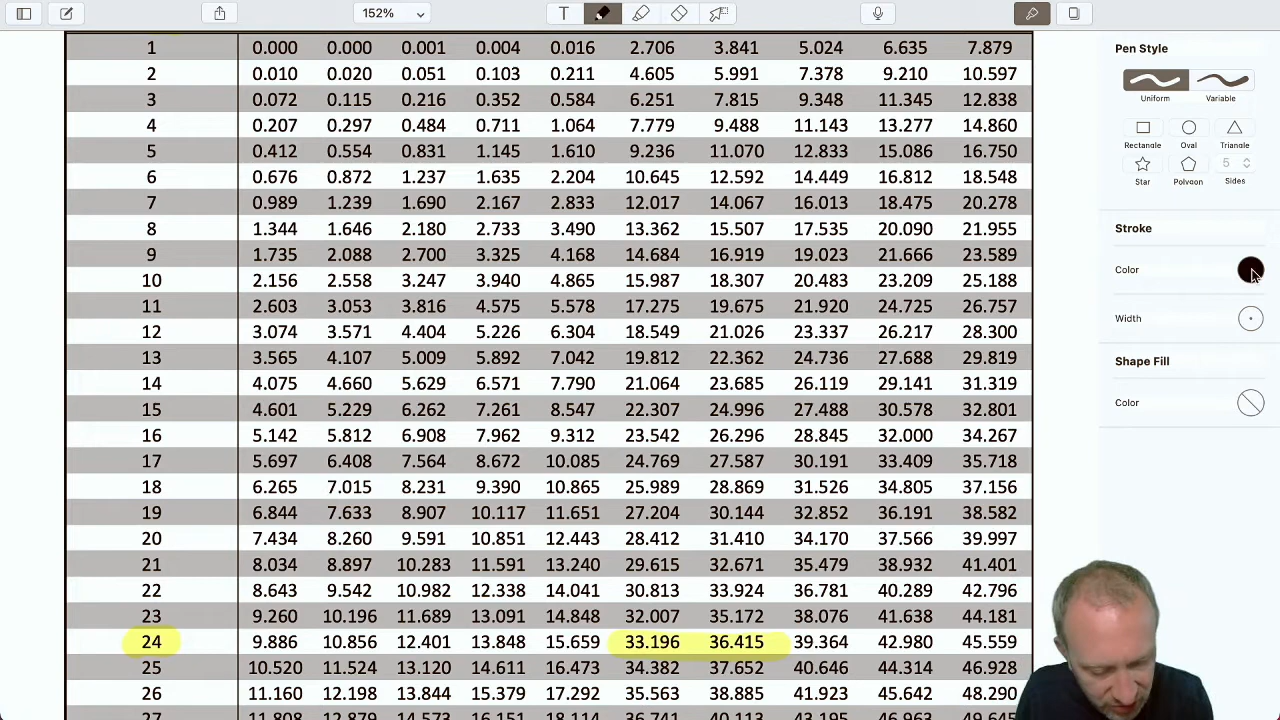 152%
T
1 0.000 0.000 0.001 0.004 0.016 2.706 3.841 5.024 6.635 7.879
2 0.010 0.020 0.051 0.103 0.211 4.605 5.991 7.378 9.210 10.597
3 0.072 0.115 0.216 0.352 0.584 6.251 7.815 9.348 11.345 12.838
4 0.207 0.297 0.484 0.711 1.064 7.779 9.488 11.143 13.277 14.860
5 0.412 0.554 0.831 1.145 1.610 9.236 11.070 12.833 15.086 16.750
6 0.676 0.872 1.237 1.635 2.204 10.645 12.592 14.449 16.812 18.548
7 0.989 1.239 1.690 2.167 2.833 12.017 14.067 16.013 18.475 20.278
8 1.344 1.646 2.180 2.733 3.490 13.362 15.507 17.535 20.090 21.955
9 1.735 2.088 2.700 3.325 4.168 14.684 16.919 19.023 21.666 23.589
10 2.156 2.558 3.247 3.940 4.865 15.987 18.307 20.483 23.209 25.188
11 2.603 3.053 3.816 4.575 5.578 17.275 19.675 21.920 24.725 26.757
12 3.074 3.571 4.404 5.226 6.304 18.549 21.026 23.337 26.217 28.300
13 3.565 4.107 5.009 5.892 7.042 19.812 22.362 24.736 27.688 29.819
14 4.075 4.660 5.629 6.571 7.790 21.064 23.685 26.119 29.141 31.319
15 4.601 5.229 6.262 7.261 8.547 22.307 24.996 27.488 30.578 32.801
16 5.142 5.812 6.908 7.962 9.312 23.542 26.296 28.845 32.000 34.267
17 5.697 6.408 7.564 8.672 10.085 24.769 27.587 30.191 33.409 35.718
18 6.265 7.015 8.231 9.390 10.865 25.989 28.869 31.526 34.805 37.156
19 6.844 7.633 8.907 10.117 11.651 27.204 30.144 32.852 36.191 38.582
20 7.434 8.260 9.591 10.851 12.443 28.412 31.410 34.170 37.566 39.997
21 8.034 8.897 10.283 11.591 13.240 29.615 32.671 35.479 38.932 41.401
22 8.643 9.542 10.982 12.338 14.041 30.813 33.924 36.781 40.289 42.796
23 9.260 10.196 11.689 13.091 14.848 32.007 35.172 38.076 41.638 44.181
24 9.886 10.856 12.401 13.848 15.659 33.196 36.415 39.364 42.980 45.559
25 10.520 11.524 13.120 14.611 16.473 34.382 37.652 40.646 44.314 46.928
26 11.160 12.198 13.844 15.379 17.292 35.563 38.885 41.923 45.642 48.290
27 11.808 12.879 14.573 16.151 18.114 36.741 40.113 43.195 46.963 49.645
Pen Style
Uniform Variable
Rectangle Oval Triangle
5
Star Polygon Sides
Stroke
Color
Width
Shape Fill
Color